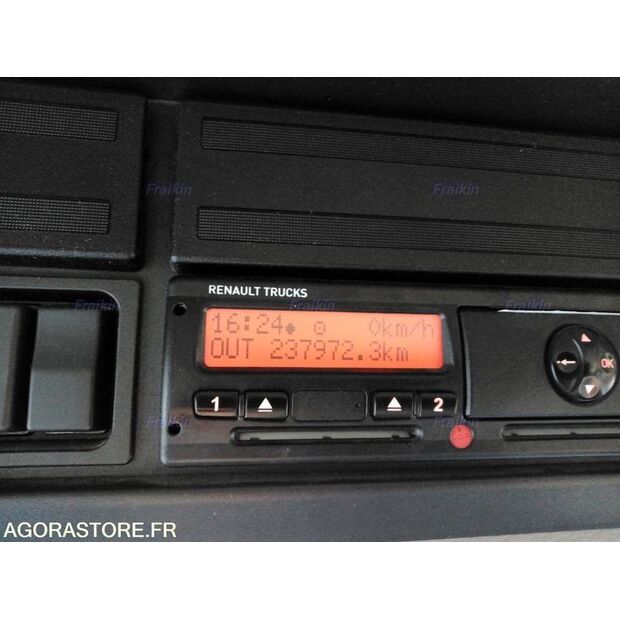 Fraikin Fraikin
RENAULT TRUCKS
Fraikin Fraikin
16:24 0km/h
OUT 237972.3km
OK
1 2
Fraikin Fraikin
AGORASTORE.FR